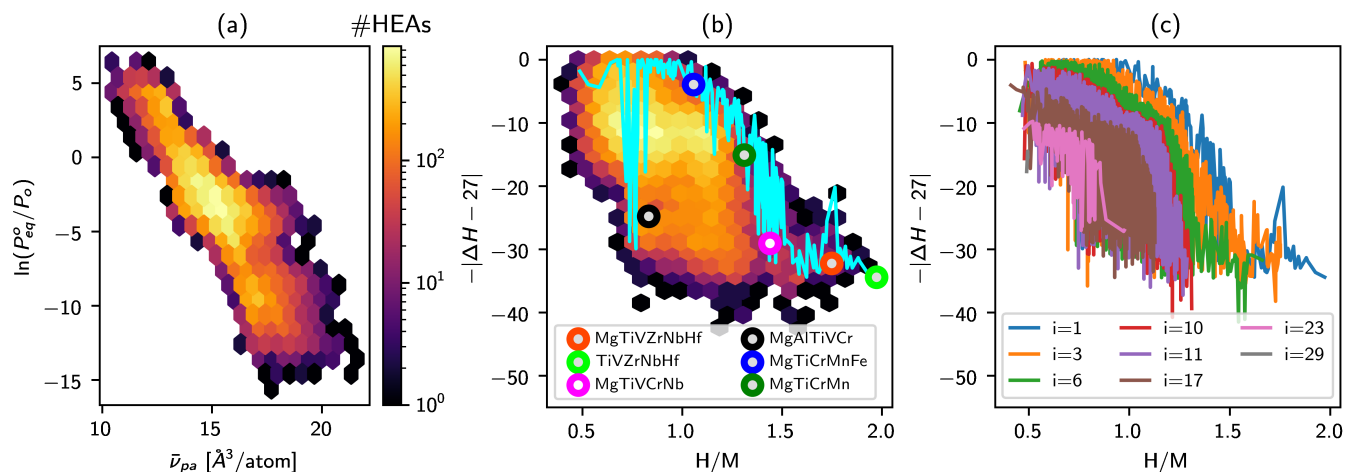 (a)
#HEAs
(b)
(c)
ln(P°eq/P°)
5
0
−5
−10
−15
10
15
20
ν̄pa [Å³/atom]
10²
10¹
10⁰
−|ΔH − 27|
0
−10
−20
−30
−40
−50
0.5
1.0
1.5
2.0
H/M
MgTiVZrNbHf
TiVZrNbHf
MgTiVCrNb
MgAlTiVCr
MgTiCrMnFe
MgTiCrMn
−|ΔH − 27|
0
−10
−20
−30
−40
−50
0.5
1.0
1.5
2.0
H/M
i=1
i=3
i=6
i=10
i=11
i=17
i=23
i=29